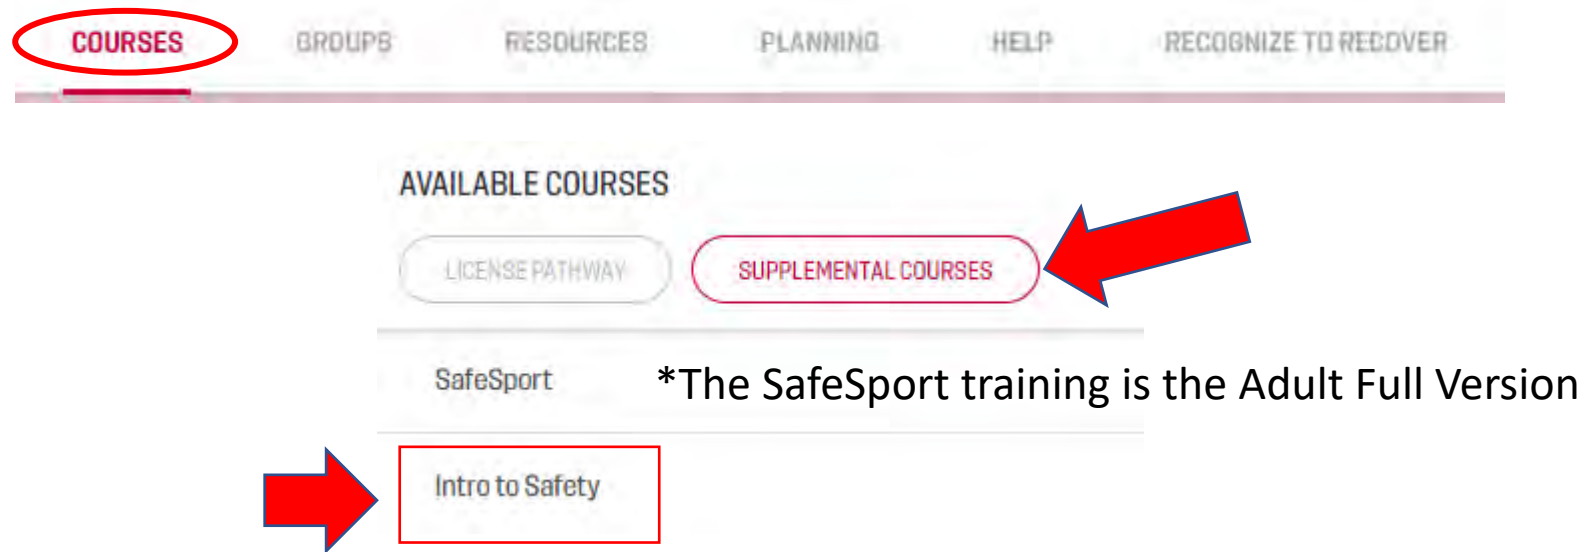 COURSES GROUPS RESOURCES PLANNING HELP RECOGNIZE TO RECOVER
AVAILABLE COURSES
LICENSE PATHWAY SUPPLEMENTAL COURSES
SafeSport *The SafeSport training is the Adult Full Version
Intro to Safety